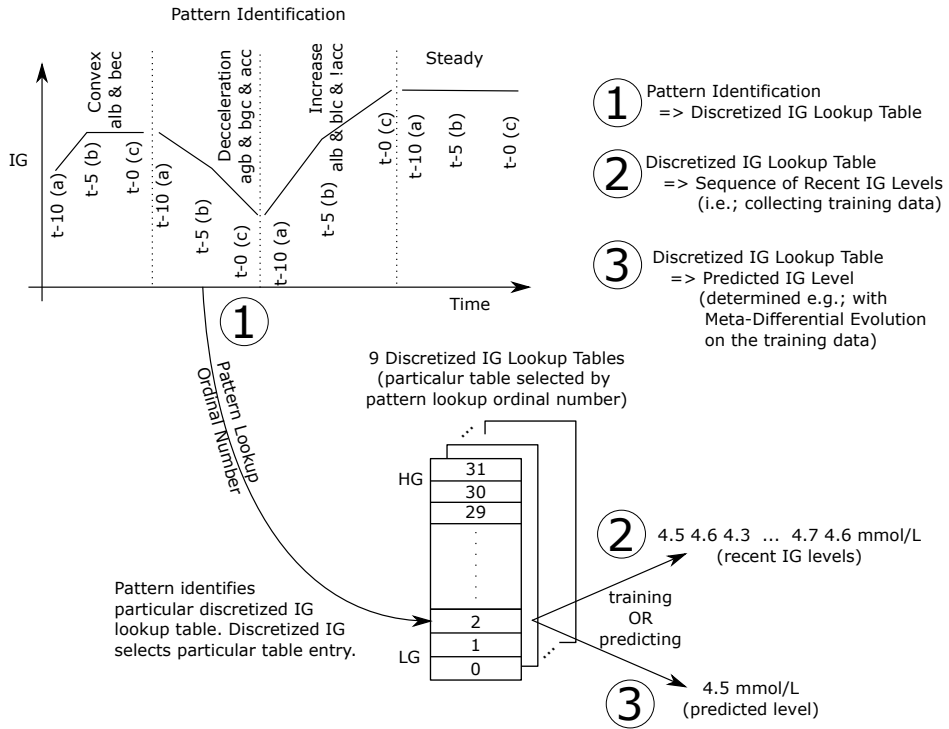 Pattern Identification
IG
Convex
alb & bec
Decceleration
agb & bgc & acc
Increase
alb & blc & !acc
Steady
t-10 (a)
t-5 (b)
t-0 (c)
t-10 (a)
t-5 (b)
t-0 (c)
t-10 (a)
t-5 (b)
t-0 (c)
t-10 (a)
t-5 (b)
t-0 (c)
Time
1
Pattern Identification
=> Discretized IG Lookup Table
2
Discretized IG Lookup Table
=> Sequence of Recent IG Levels
(i.e.; collecting training data)
3
Discretized IG Lookup Table
=> Predicted IG Level
(determined e.g.; with
Meta-Differential Evolution
on the training data)
1
Pattern Lookup
Ordinal Number
9 Discretized IG Lookup Tables
(particalur table selected by
pattern lookup ordinal number)
...
HG
31
30
29
2
1
LG
0
...
Pattern identifies
particular discretized IG
lookup table. Discretized IG
selects particular table entry.
2
4.5 4.6 4.3 ... 4.7 4.6 mmol/L
(recent IG levels)
training
OR
predicting
3
4.5 mmol/L
(predicted level)